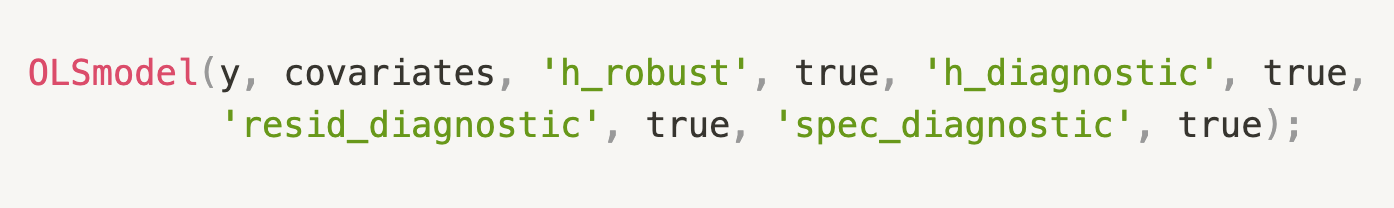 OLSmodel(y, covariates, 'h_robust', true, 'h_diagnostic', true,
'resid_diagnostic', true, 'spec_diagnostic', true);